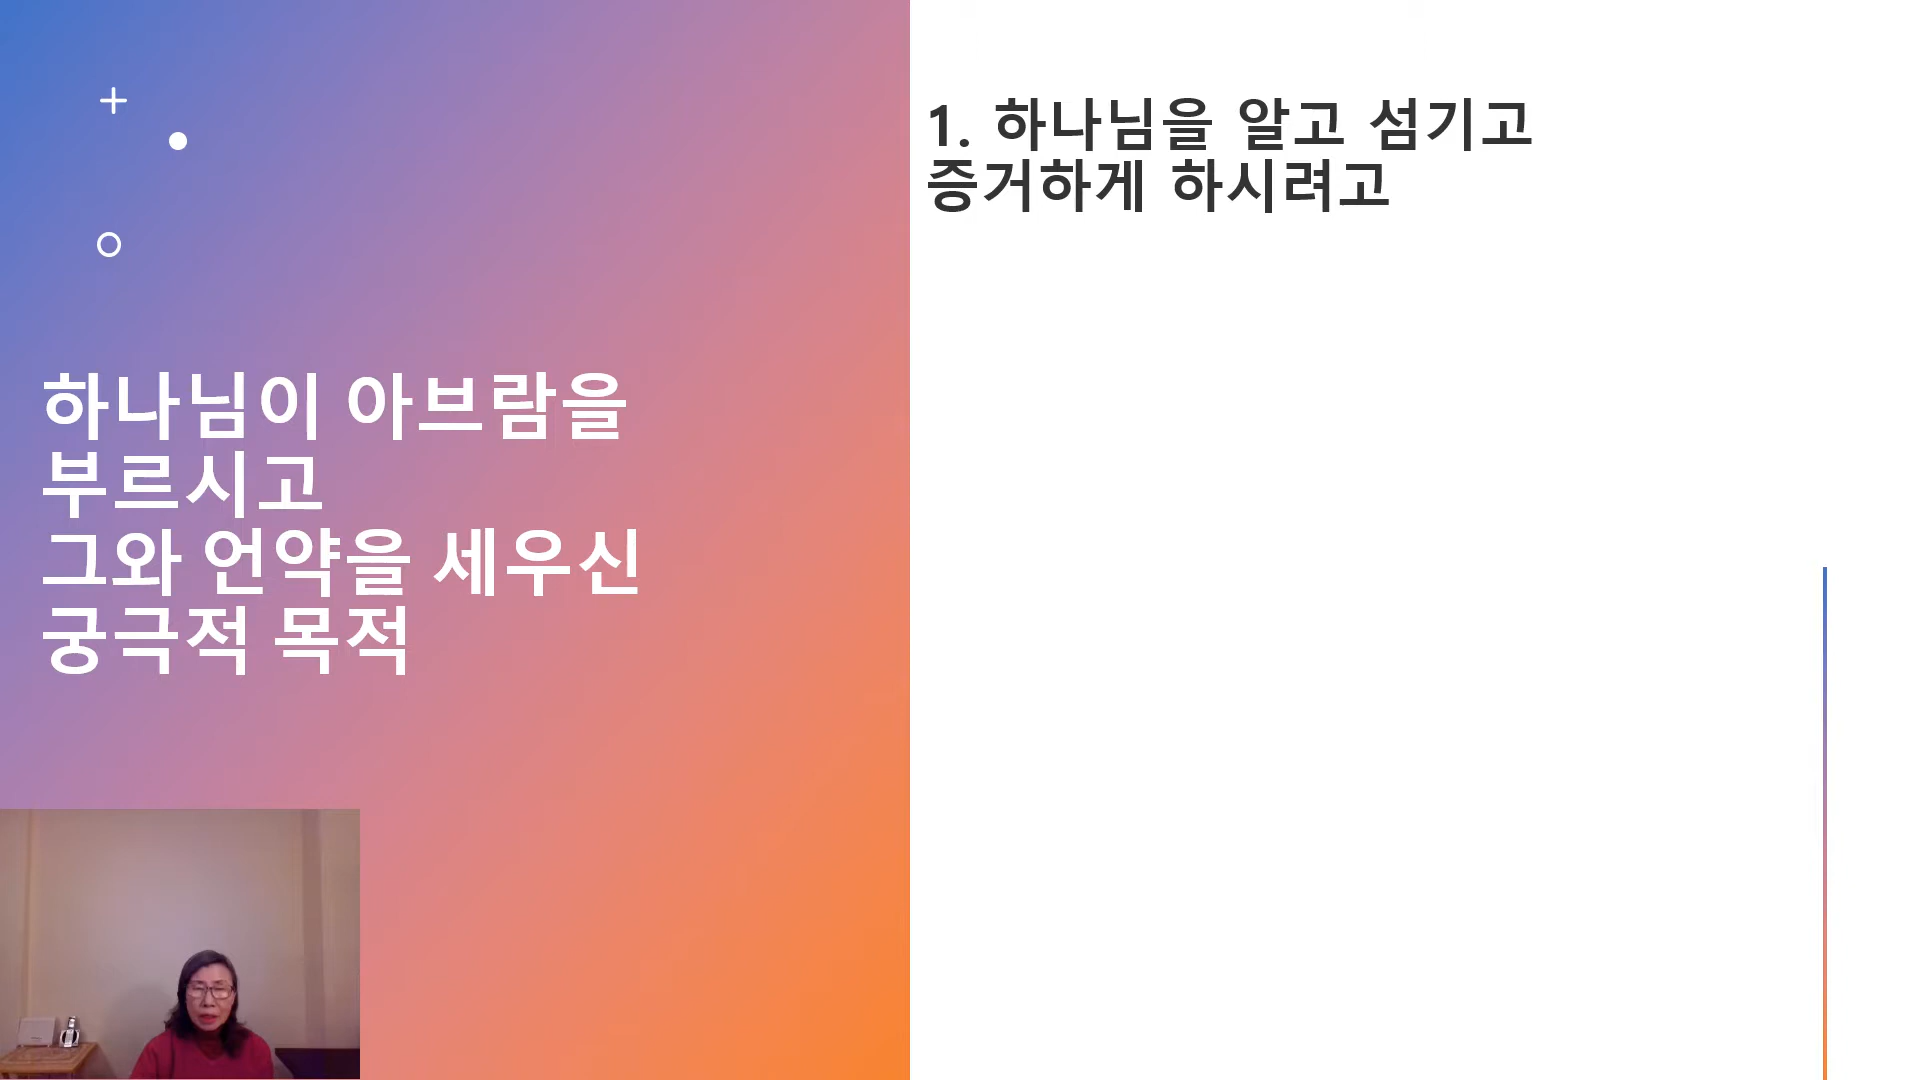 하나님이 아브람을
부르시고
그와 언약을 세우신
궁극적 목적
1. 하나님을 알고 섬기고
증거하게 하시려고